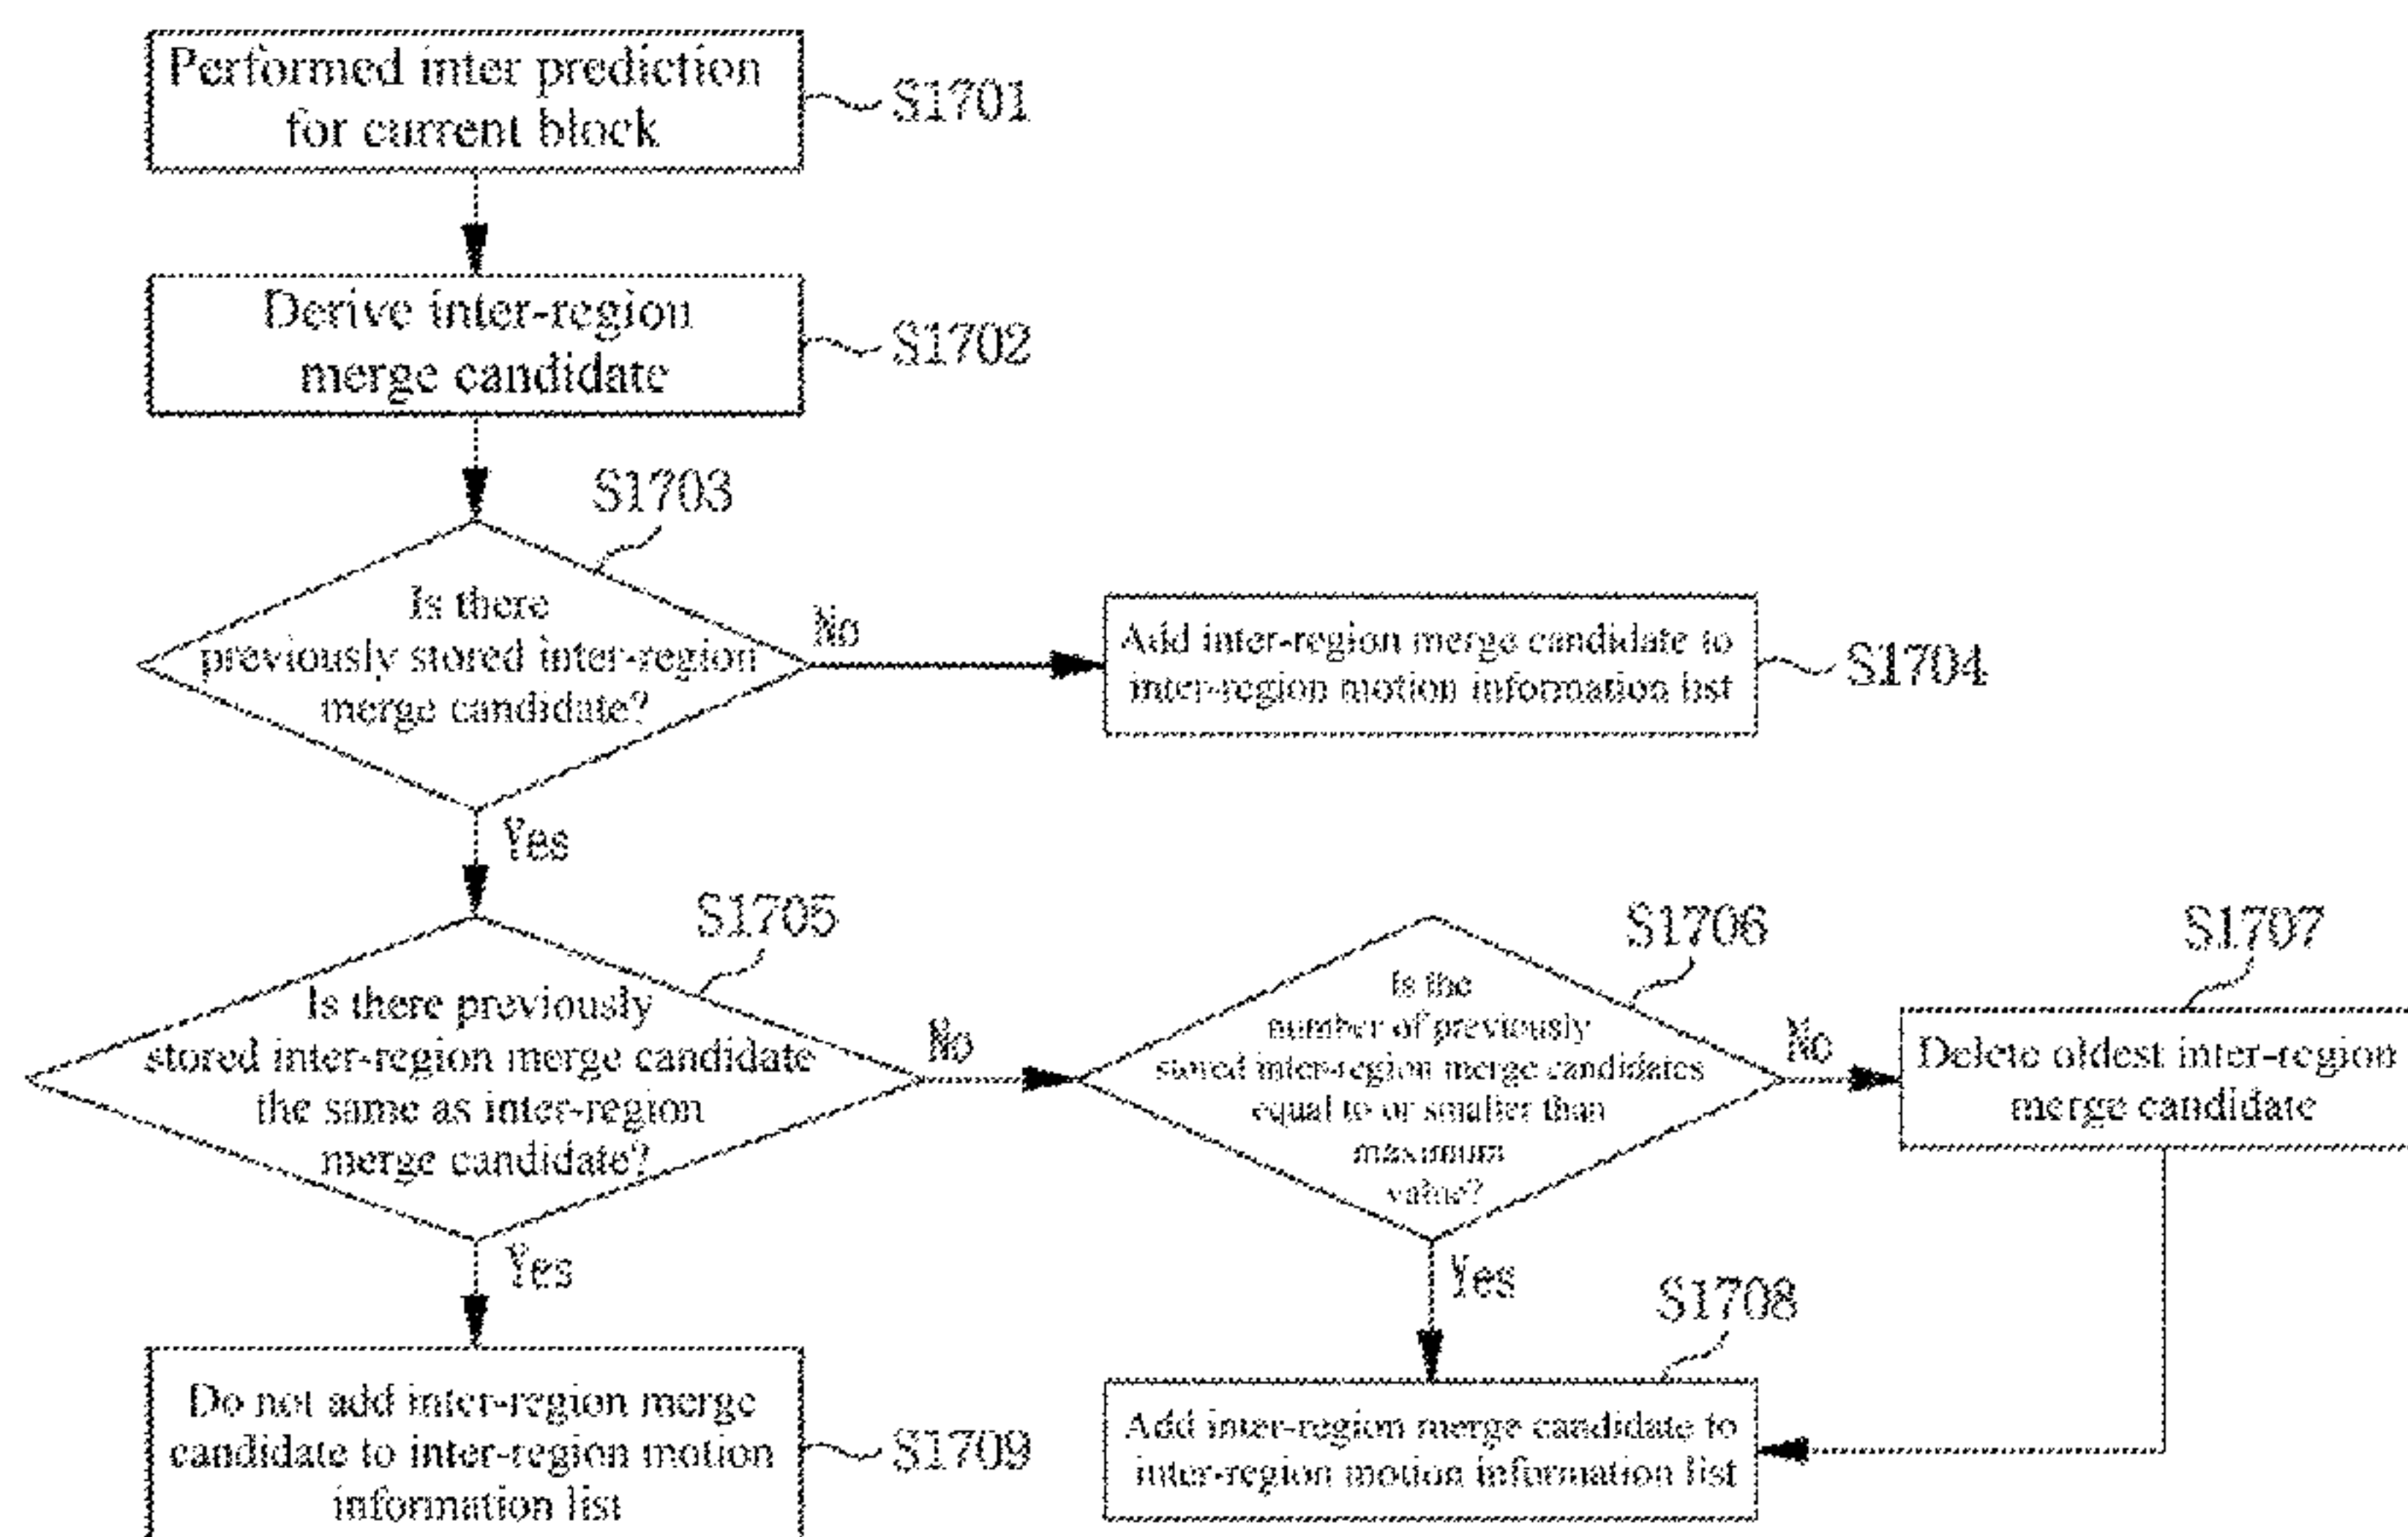 Performed inter prediction
for current block
S1701
Derive inter-region
merge candidate
S1702
S1703
Is there
previously stored inter-region
merge candidate?
No
Add inter-region merge candidate to
inter-region motion information list
S1704
Yes
S1705
Is there previously
stored inter-region merge candidate
the same as inter-region
merge candidate?
No
S1706
Is the
number of previously
stored inter-region merge candidates
equal to or smaller than
maximum
value?
No
S1707
Delete oldest inter-region
merge candidate
Yes
Yes
S1708
Do not add inter-region merge
candidate to inter-region motion
information list
S1709
Add inter-region merge candidate to
inter-region motion information list